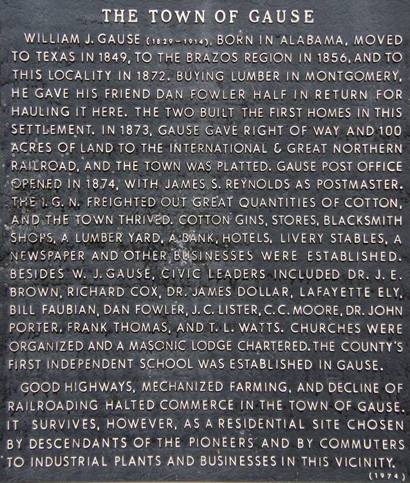 THE TOWN OF GAUSE
WILLIAM J. GAUSE (1829-1914), BORN IN ALABAMA, MOVED
TO TEXAS IN 1849, TO THE BRAZOS REGION IN 1856, AND TO
THIS LOCALITY IN 1872. BUYING LUMBER IN MONTGOMERY,
HE GAVE HIS FRIEND DAN FOWLER HALF IN RETURN FOR
HAULING IT HERE. THE TWO BUILT THE FIRST HOMES IN THIS
SETTLEMENT. IN 1873, GAUSE GAVE RIGHT OF WAY AND 100
ACRES OF LAND TO THE INTERNATIONAL & GREAT NORTHERN
RAILROAD, AND THE TOWN WAS PLATTED. GAUSE POST OFFICE
OPENED IN 1874, WITH JAMES S. REYNOLDS AS POSTMASTER.
THE I. G. N. FREIGHTED OUT GREAT QUANTITIES OF COTTON,
AND THE TOWN THRIVED. COTTON GINS, STORES, BLACKSMITH
SHOPS, A LUMBER YARD, A BANK, HOTELS, LIVERY STABLES, A
NEWSPAPER AND OTHER BUSINESSES WERE ESTABLISHED.
BESIDES W. J. GAUSE, CIVIC LEADERS INCLUDED DR. J. E.
BROWN, RICHARD COX, DR. JAMES DOLLAR, LAFAYETTE ELY,
BILL FAUBIAN, DAN FOWLER, J. C. LISTER, C. C. MOORE, DR. JOHN
PORTER, FRANK THOMAS, AND T. L. WATTS. CHURCHES WERE
ORGANIZED AND A MASONIC LODGE CHARTERED. THE COUNTY'S
FIRST INDEPENDENT SCHOOL WAS ESTABLISHED IN GAUSE.
GOOD HIGHWAYS, MECHANIZED FARMING, AND DECLINE OF
RAILROADING HALTED COMMERCE IN THE TOWN OF GAUSE.
IT SURVIVES, HOWEVER, AS A RESIDENTIAL SITE CHOSEN
BY DESCENDANTS OF THE PIONEERS AND BY COMMUTERS
TO INDUSTRIAL PLANTS AND BUSINESSES IN THIS VICINITY.
(1974)